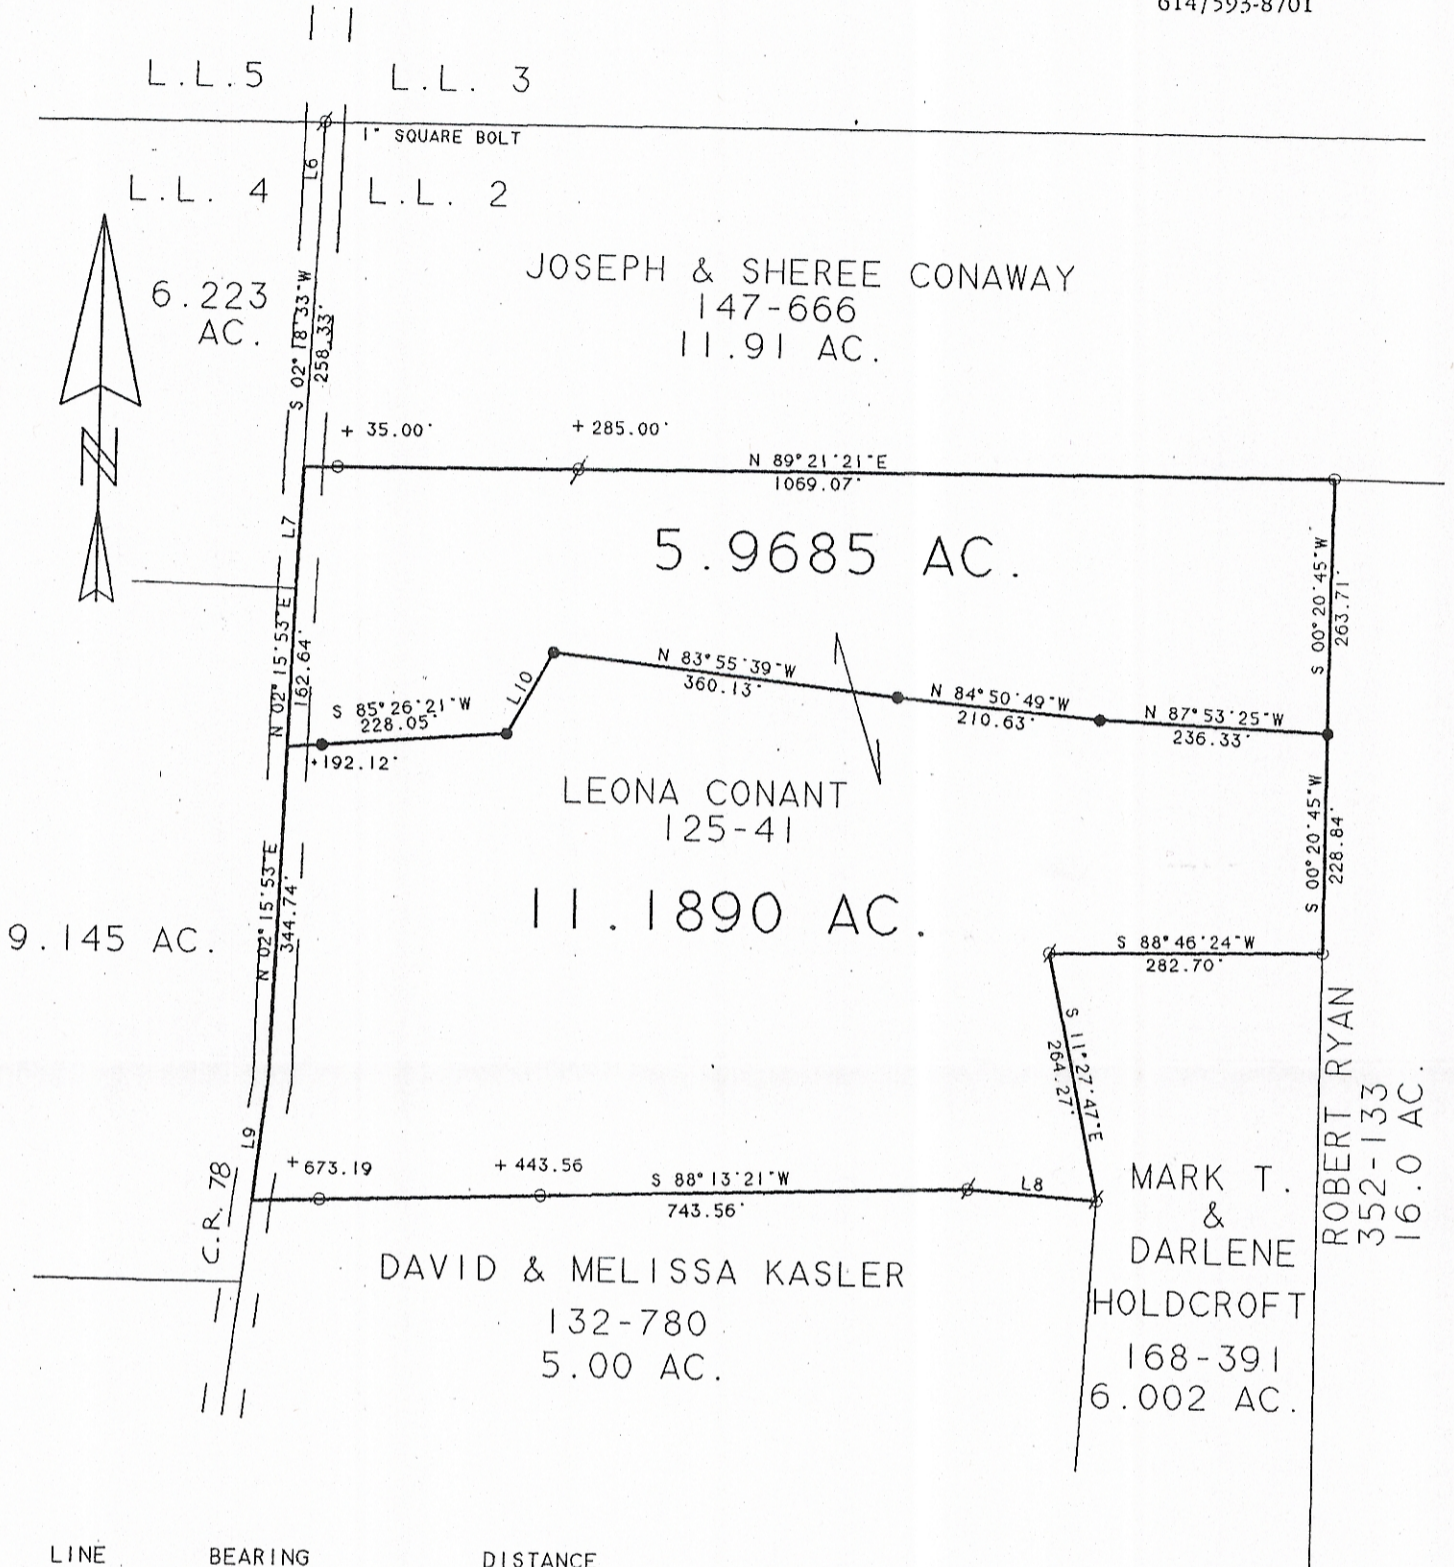 614/593-8701
L.L.5
L.L. 3
1" SQUARE BOLT
L6
L.L. 4
L.L. 2
JOSEPH & SHEREE CONAWAY
147-666
11.91 AC.
6.223
AC.
S 02°18'33"W
258.33'
N
+ 35.00'
+ 285.00'
N 89°21'21"E
1069.07'
L7
5.9685 AC.
S 00°20'45"W
263.71'
N 02°15'53"E
162.64'
S 85°26'21"W
228.05'
+192.12'
L10
N 83°55'39"W
360.13'
N 84°50'49"W
210.63'
N 87°53'25"W
236.33'
LEONA CONANT
125-41
11.1890 AC.
S 00°20'45"W
228.84'
9.145 AC.
N 02°15'53"E
344.74'
S 88°46'24"W
282.70'
S 11°27'47"E
264.27'
ROBERT RYAN
352-133
16.0 AC
L9
C.R. 78
+673.19
+ 443.56
S 88°13'21"W
743.56'
L8
MARK T.
&
DARLENE
HOLDCROFT
168-391
6.002 AC.
DAVID & MELISSA KASLER
132-780
5.00 AC.
LINE BEARING DISTANCE